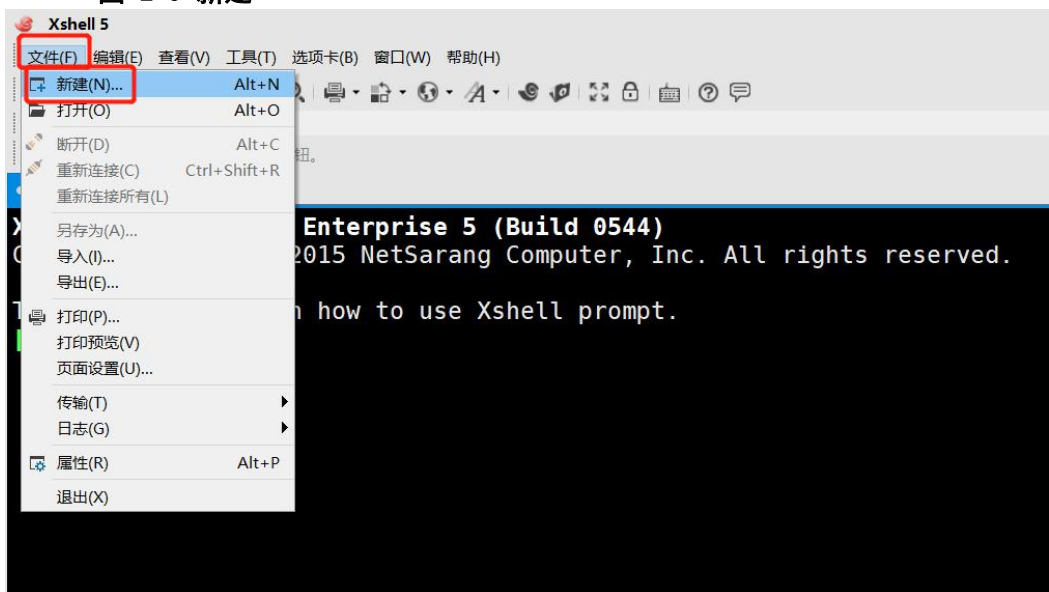 Xshell 5
文件(F) 编辑(E) 查看(V) 工具(T) 选项卡(B) 窗口(W) 帮助(H)
新建(N)... Alt+N
打开(O) Alt+O
断开(D) Alt+C
钮。
重新连接(C) Ctrl+Shift+R
重新连接所有(L)
另存为(A)...
Enterprise 5 (Build 0544)
导入(I)...
2015 NetSarang Computer, Inc. All rights reserved.
导出(E)...
打印(P)...
how to use Xshell prompt.
打印预览(V)
页面设置(U)...
传输(T)
日志(G)
属性(R) Alt+P
退出(X)